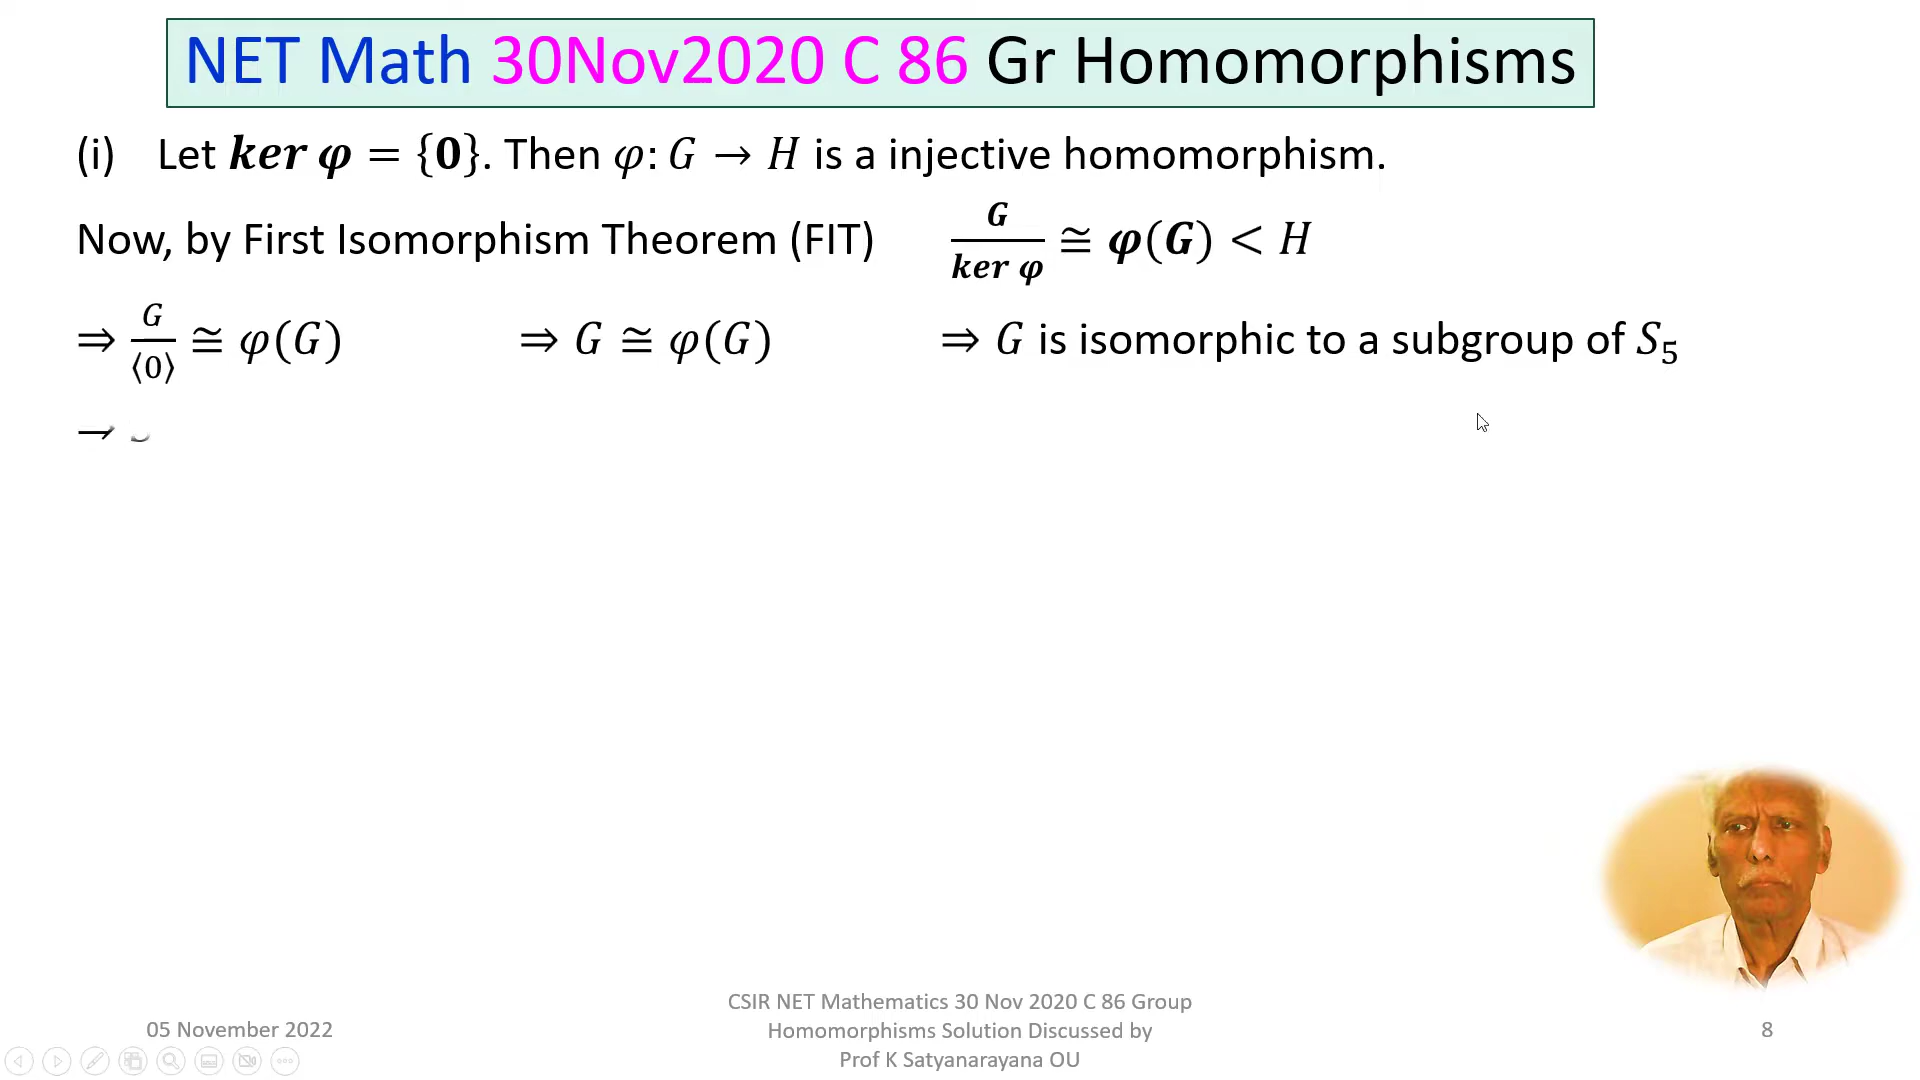 NET Math 30Nov2020 C 86 Gr Homomorphisms
(i) Let ker φ = {0}. Then φ: G → H is a injective homomorphism.
Now, by First Isomorphism Theorem (FIT) G/ker φ ≅ φ(G) < H
⇒ G/⟨0⟩ ≅ φ(G) ⇒ G ≅ φ(G) ⇒ G is isomorphic to a subgroup of S₅
05 November 2022
CSIR NET Mathematics 30 Nov 2020 C 86 Group
Homomorphisms Solution Discussed by
Prof K Satyanarayana OU
8